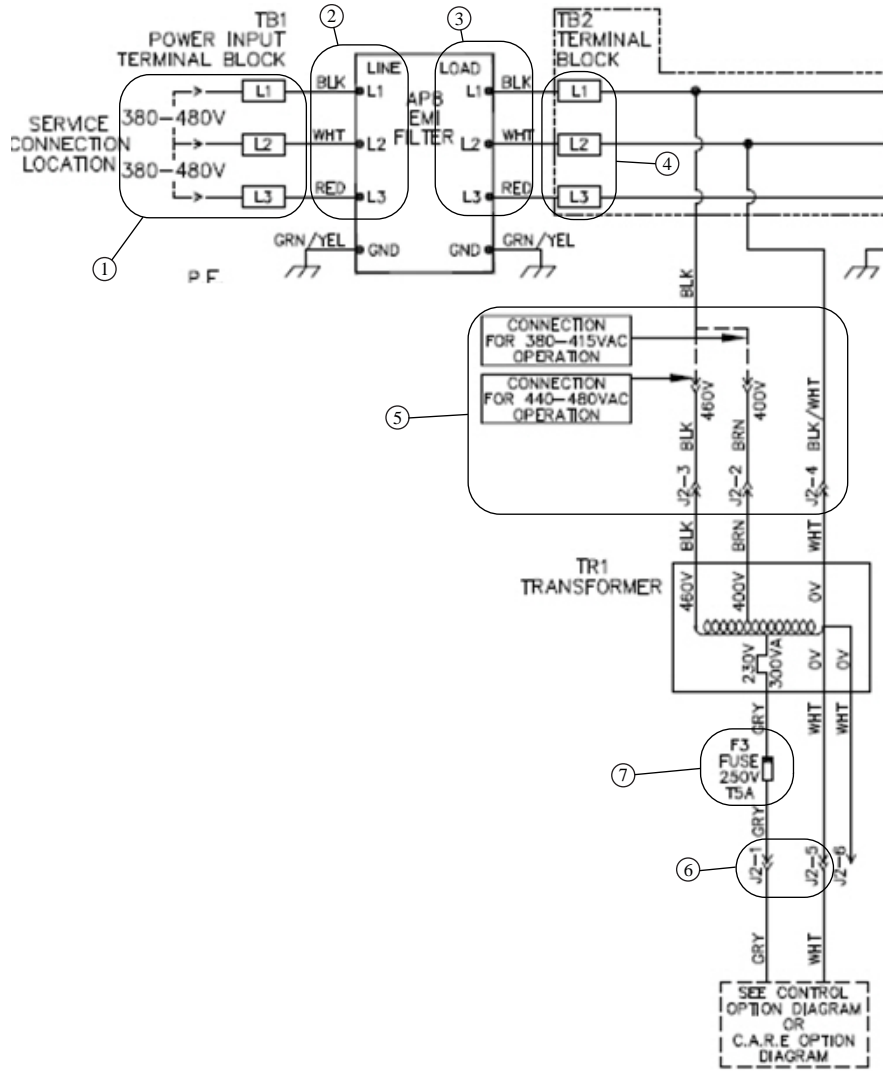 TB1
POWER INPUT
TERMINAL BLOCK
2
3
TB2
TERMINAL
BLOCK
LINE
LOAD
AP8
EMI
FILTER
SERVICE
CONNECTION
LOCATION
380-480V
380-480V
L1
BLK
L1
L1
BLK
L1
L2
WHT
L2
L2
WHT
L2
4
L3
RED
L3
L3
RED
L3
1
GRN/YEL
GND
GND
GRN/YEL
P.E.
BLK
CONNECTION
FOR 380-415VAC
OPERATION
CONNECTION
FOR 440-480VAC
OPERATION
5
460V
400V
BLK
BRN
BLK/WHT
J2-3
J2-2
J2-4
BLK
BRN
WHT
TR1
TRANSFORMER
460V
400V
0V
230V
300VA
0V
0V
GRY
WHT
WHT
7
F3
FUSE
250V
T5A
GRY
6
J2-1
J2-5
J2-6
GRY
WHT
SEE CONTROL
OPTION DIAGRAM
OR
C.A.R.E OPTION
DIAGRAM